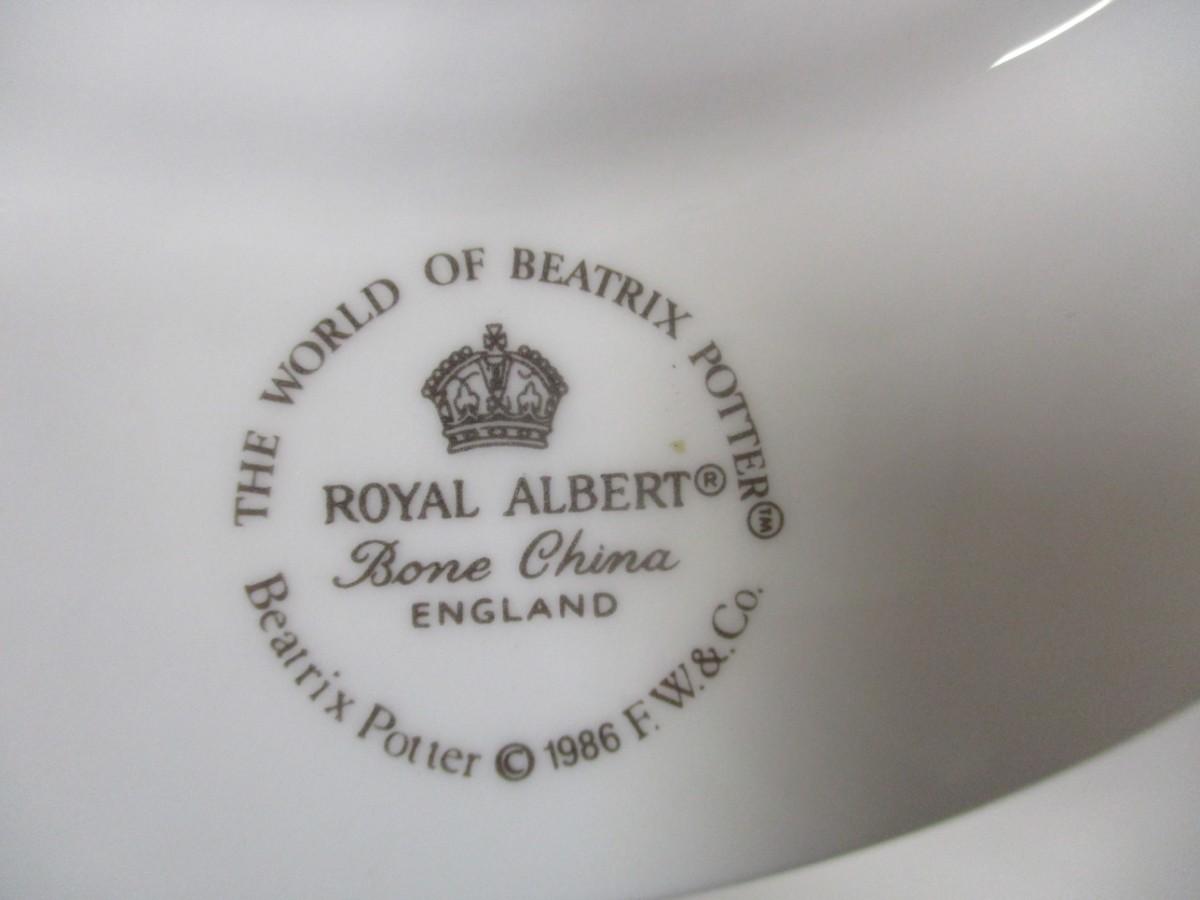 THE WORLD OF BEATRIX POTTER™
ROYAL ALBERT®
Bone China
ENGLAND
Beatrix Potter © 1986 F. W. & Co.